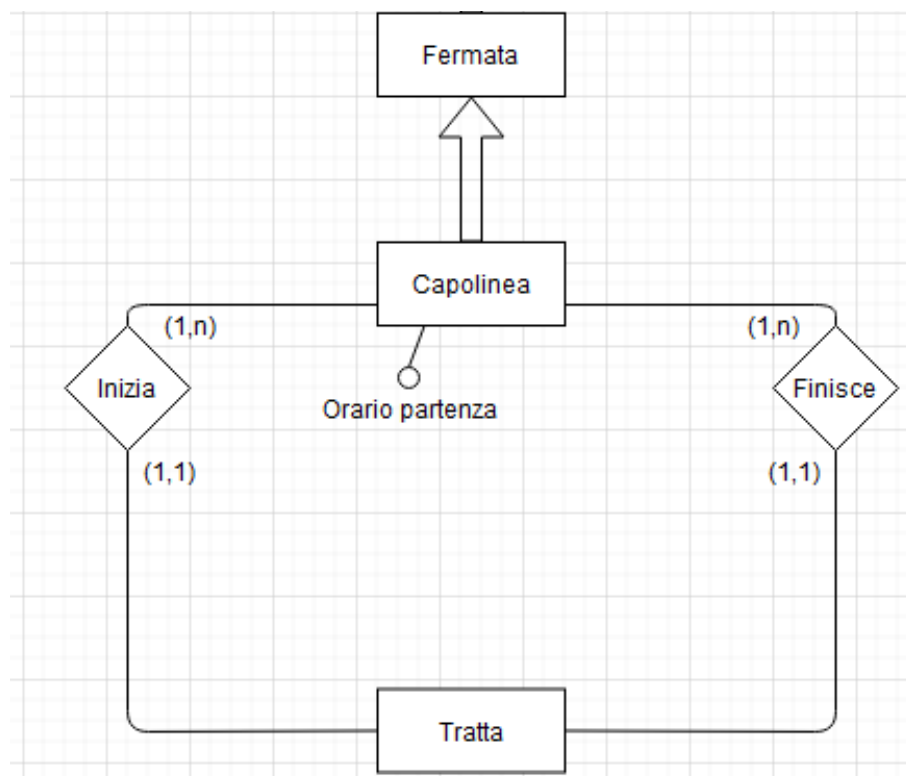 Fermata
Capolinea
(1,n)
(1,n)
Inizia
Finisce
Orario partenza
(1,1)
(1,1)
Tratta